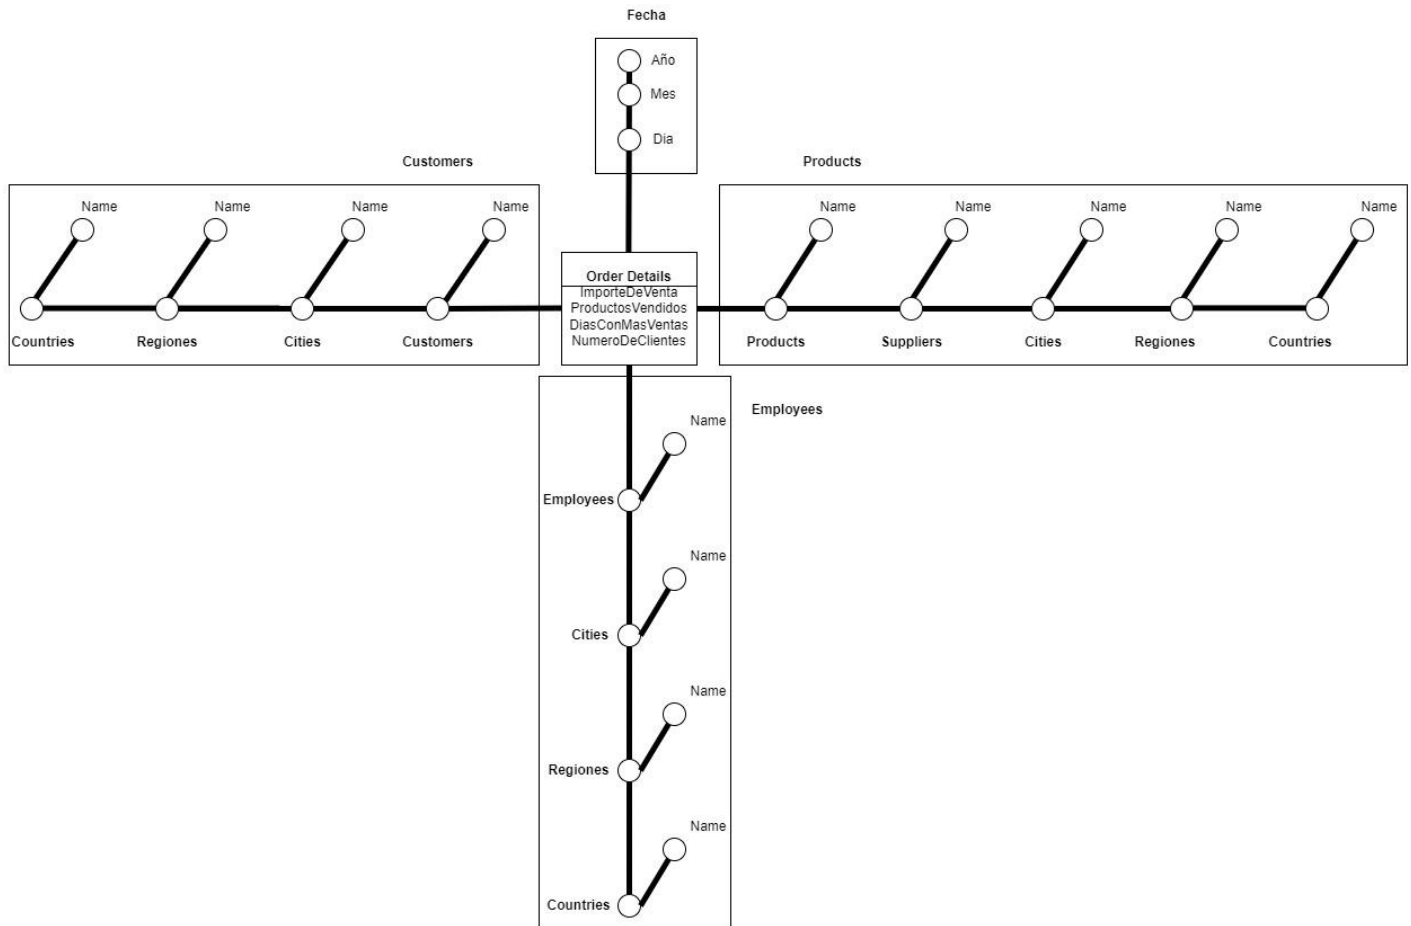 Fecha
Año
Mes
Dia
Customers
Products
Name Name Name Name
Name Name Name Name Name
Order Details
ImporteDeVenta
ProductosVendidos
DiasConMasVentas
NumeroDeClientes
Countries Regiones Cities Customers
Products Suppliers Cities Regiones Countries
Employees
Name
Employees
Name
Cities
Name
Regiones
Name
Countries